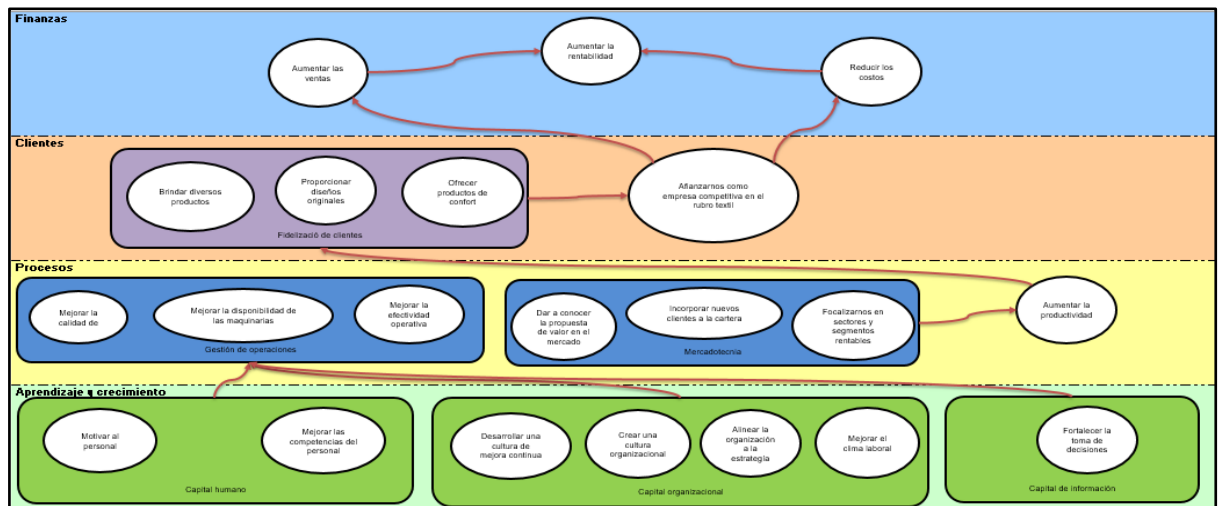 Finanzas
Aumentar las
ventas
Aumentar la
rentabilidad
Reducir los
costos
Clientes
Brindar diversos
productos
Proporcionar
diseños
originales
Ofrecer
productos de
confort
Fidelizació de clientes
Afianzarnos como
empresa competitiva en el
rubro textil
Procesos
Mejorar la
calidad de
Mejorar la disponibilidad de
las maquinarias
Mejorar la
efectividad
operativa
Gestión de operaciones
Dar a conocer
la propuesta
de valor en el
mercado
Incorporar nuevos
clientes a la cartera
Focalizarnos en
sectores y
segmentos
rentables
Mercadotecnia
Aumentar la
productividad
Aprendizaje y crecimiento
Motivar al
personal
Mejorar las
competencias del
personal
Capital humano
Desarrollar una
cultura de
mejora continua
Crear una
cultura
organizacional
Alinear la
organización
a la
estrategia
Mejorar el
clima laboral
Capital organizacional
Fortalecer la
toma de
decisiones
Capital de información